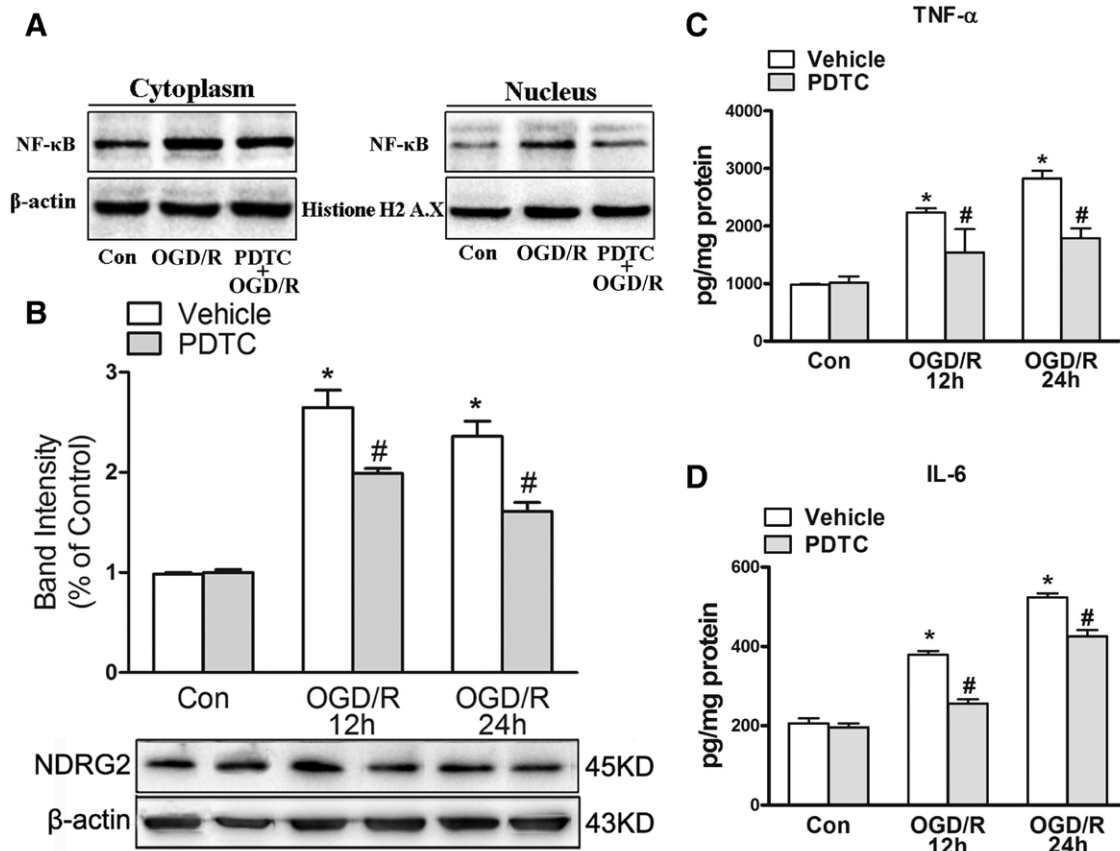 A
Cytoplasm
Nucleus
NF-κB
NF-κB
β-actin
Histione H2 A.X
Con OGD/R PDTC + OGD/R
Con OGD/R PDTC + OGD/R
B
Vehicle
PDTC
Band Intensity
(% of Control)
3
2
1
0
*
#
*
#
Con OGD/R 12h OGD/R 24h
NDRG2 45KD
β-actin 43KD
C
TNF-α
Vehicle
PDTC
pg/mg protein
4000
3000
2000
1000
0
*
#
*
#
Con OGD/R 12h OGD/R 24h
D
IL-6
Vehicle
PDTC
pg/mg protein
600
400
200
0
*
#
*
#
Con OGD/R 12h OGD/R 24h